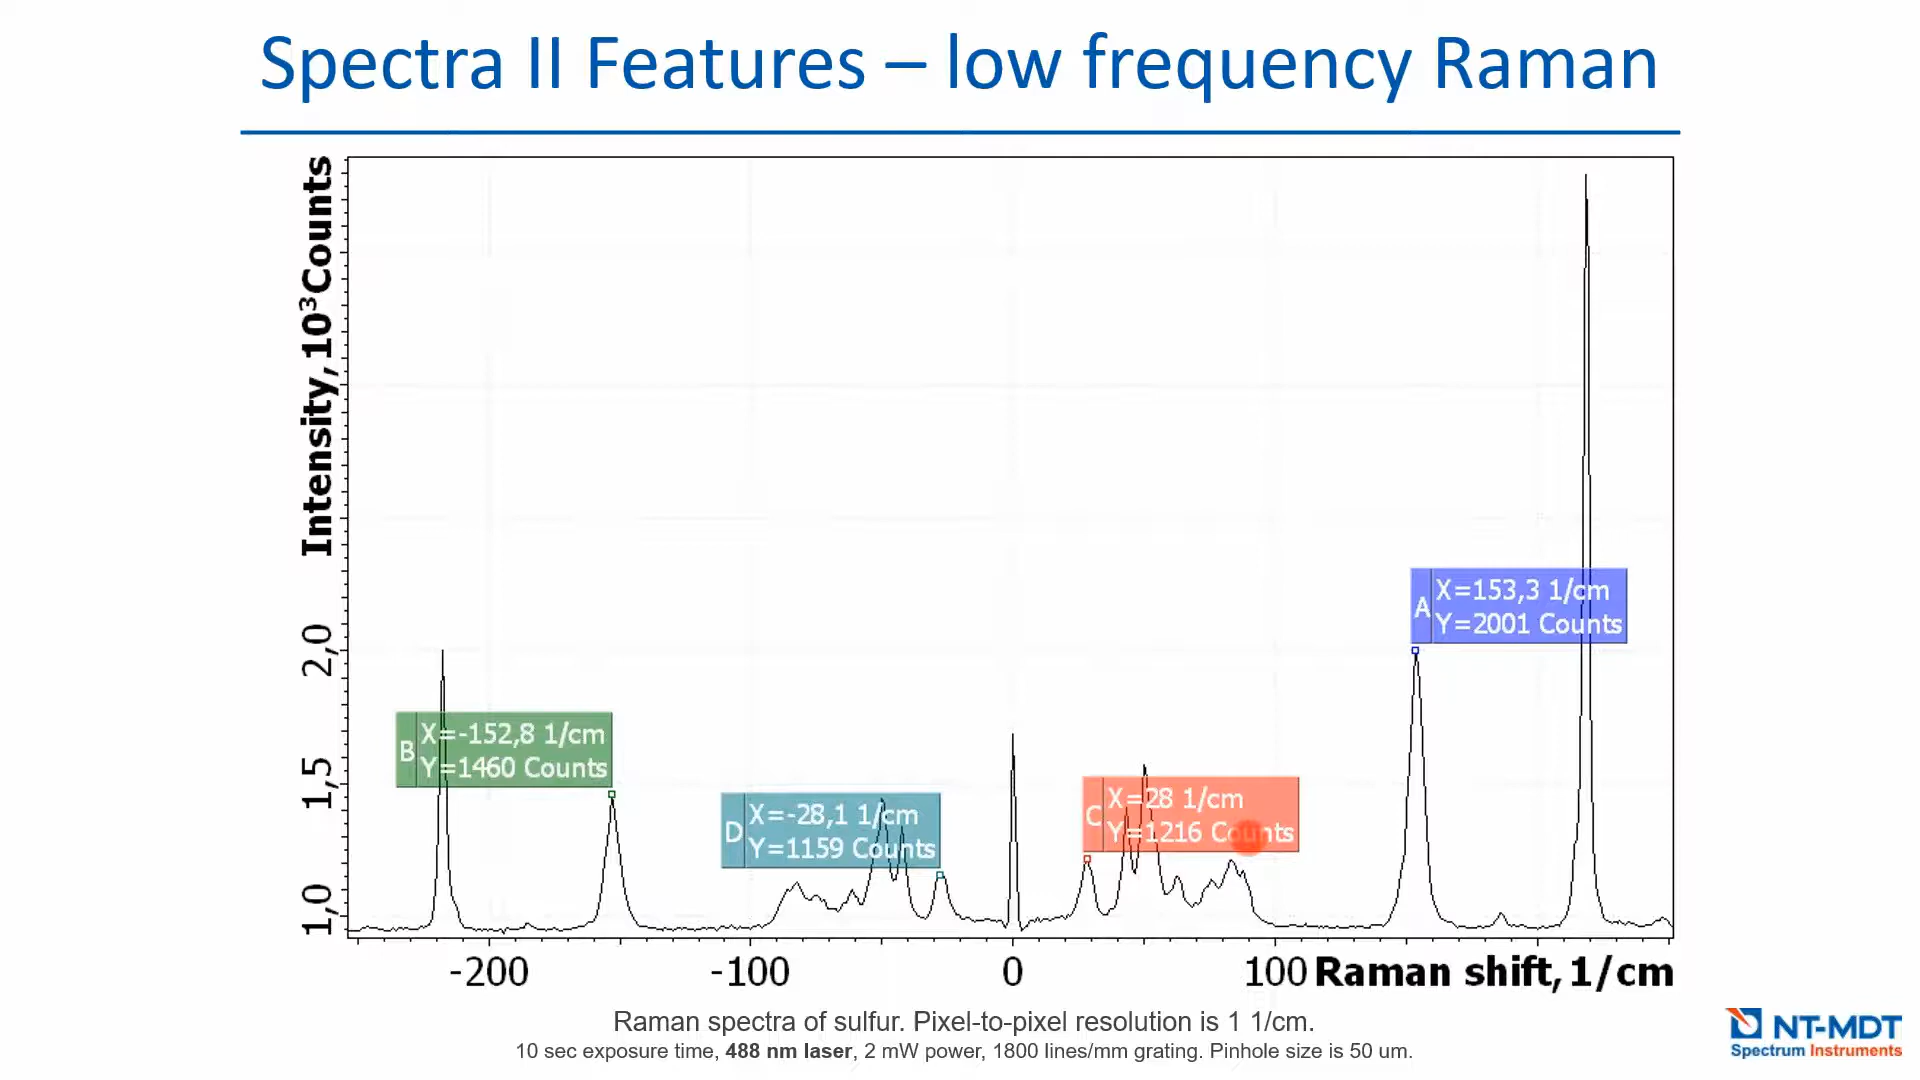 Spectra II Features – low frequency Raman
Intensity, 10³Counts
2,0
1,5
1,0
A
X=153,3 1/cm
Y=2001 Counts
B
X=-152,8 1/cm
Y=1460 Counts
D
X=-28,1 1/cm
Y=1159 Counts
C
X=28 1/cm
Y=1216 Counts
-200
-100
0
100
Raman shift, 1/cm
Raman spectra of sulfur. Pixel-to-pixel resolution is 1 1/cm.
10 sec exposure time, 488 nm laser, 2 mW power, 1800 lines/mm grating. Pinhole size is 50 um.
NT-MDT
Spectrum Instruments